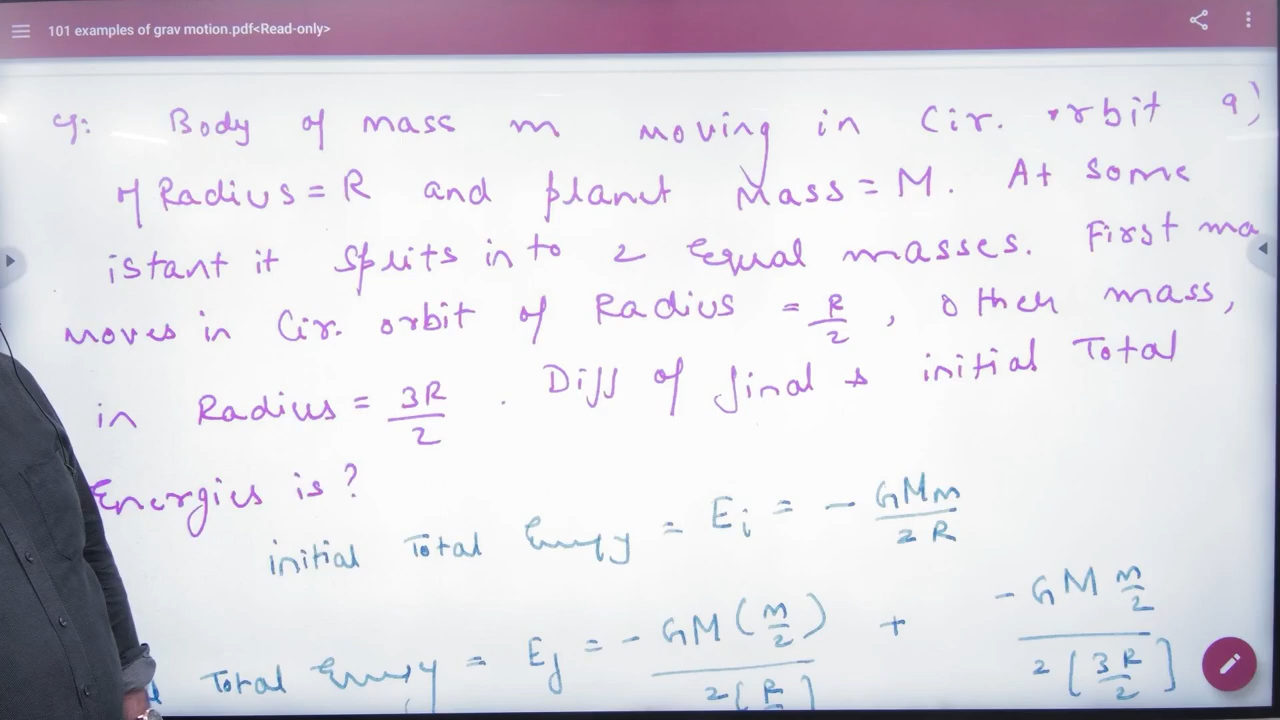 101 examples of grav motion.pdf<Read-only>
Body of mass m moving in Cir. orbit a)
of Radius = R and planet Mass = M. At some
istant it splits in to 2 Equal masses. First ma
moves in Cir. orbit of Radius = R/2 , other mass,
in Radius = 3R/2 . Diff of final & initial Total
Energies is?
initial Total Energy = Ei = - GMm / 2R
Total Energy = Ef = - GM(m/2) / 2[R + - GM m/2 / 2[3R/2]